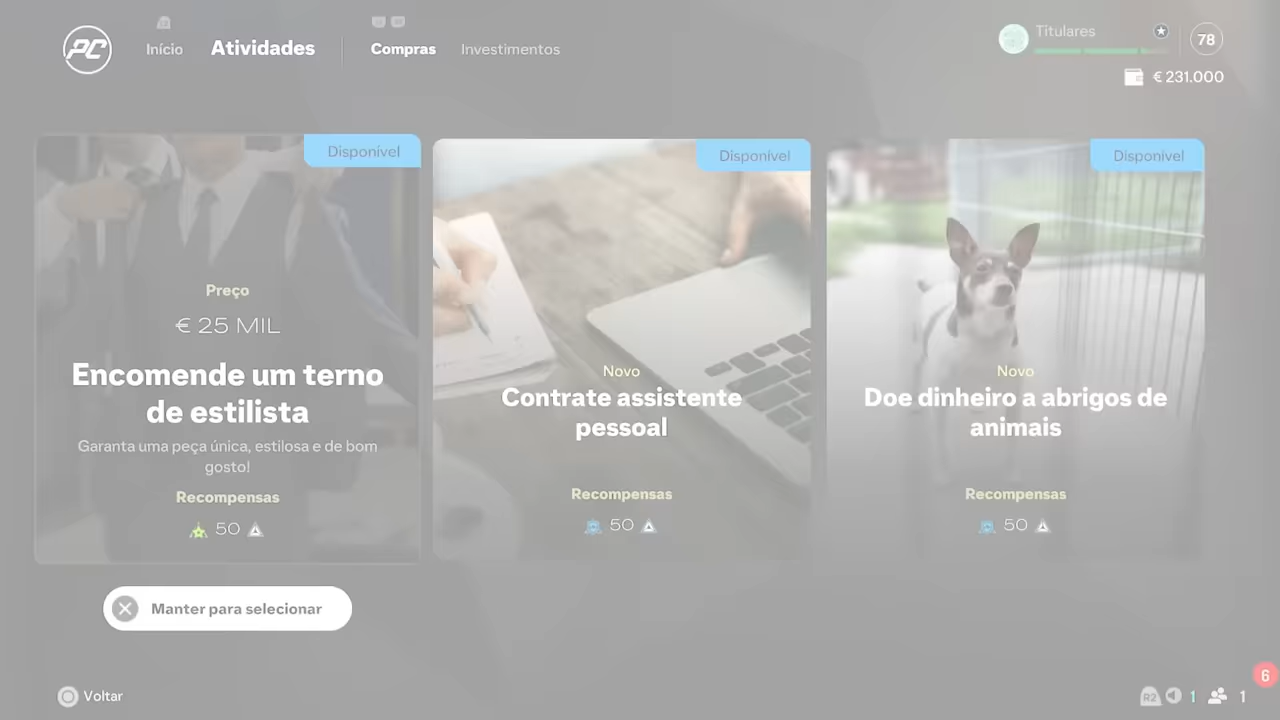 PC
Início
Atividades
Compras
Investimentos
Titulares
78
€ 231.000
Disponível
Preço
€ 25 MIL
Encomende um terno
de estilista
Garanta uma peça única, estilosa e de bom
gosto!
Recompensas
50
Disponível
Novo
Contrate assistente
pessoal
Recompensas
50
Disponível
Novo
Doe dinheiro a abrigos de
animais
Recompensas
50
Manter para selecionar
Voltar
R2
1
1
6